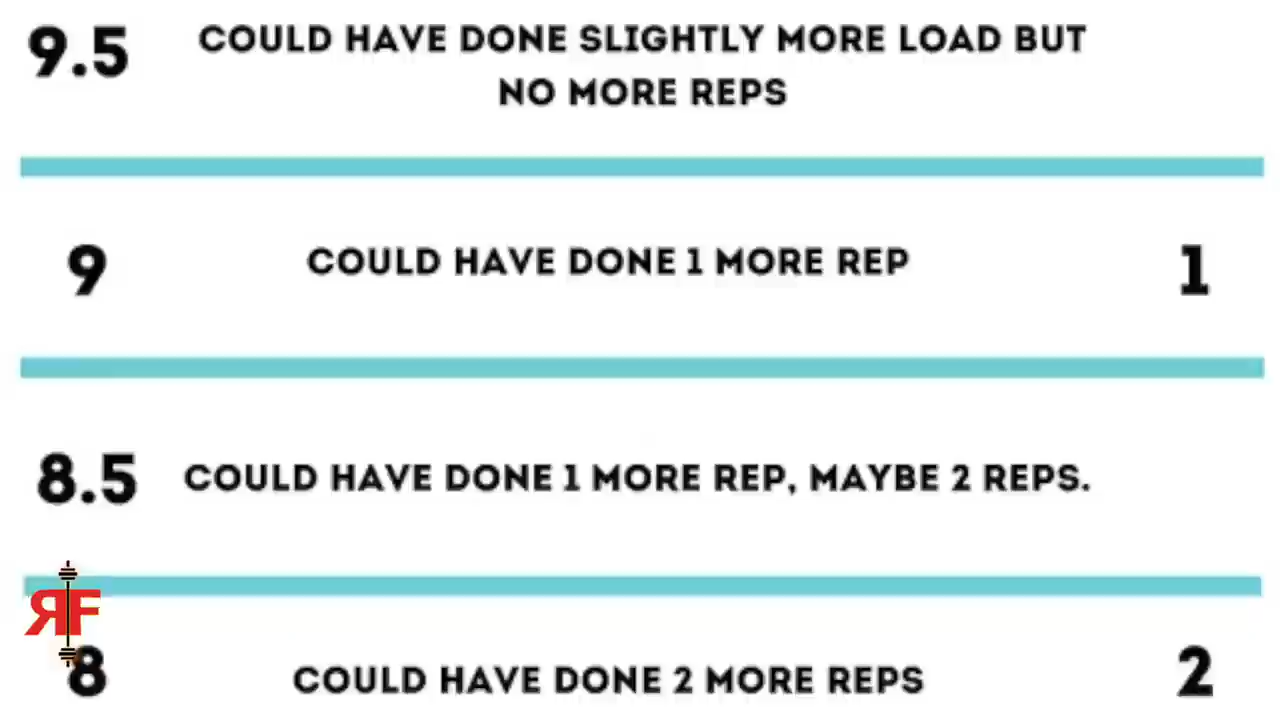 9.5 COULD HAVE DONE SLIGHTLY MORE LOAD BUT
NO MORE REPS
9 COULD HAVE DONE 1 MORE REP 1
8.5 COULD HAVE DONE 1 MORE REP, MAYBE 2 REPS.
RF
8 COULD HAVE DONE 2 MORE REPS 2